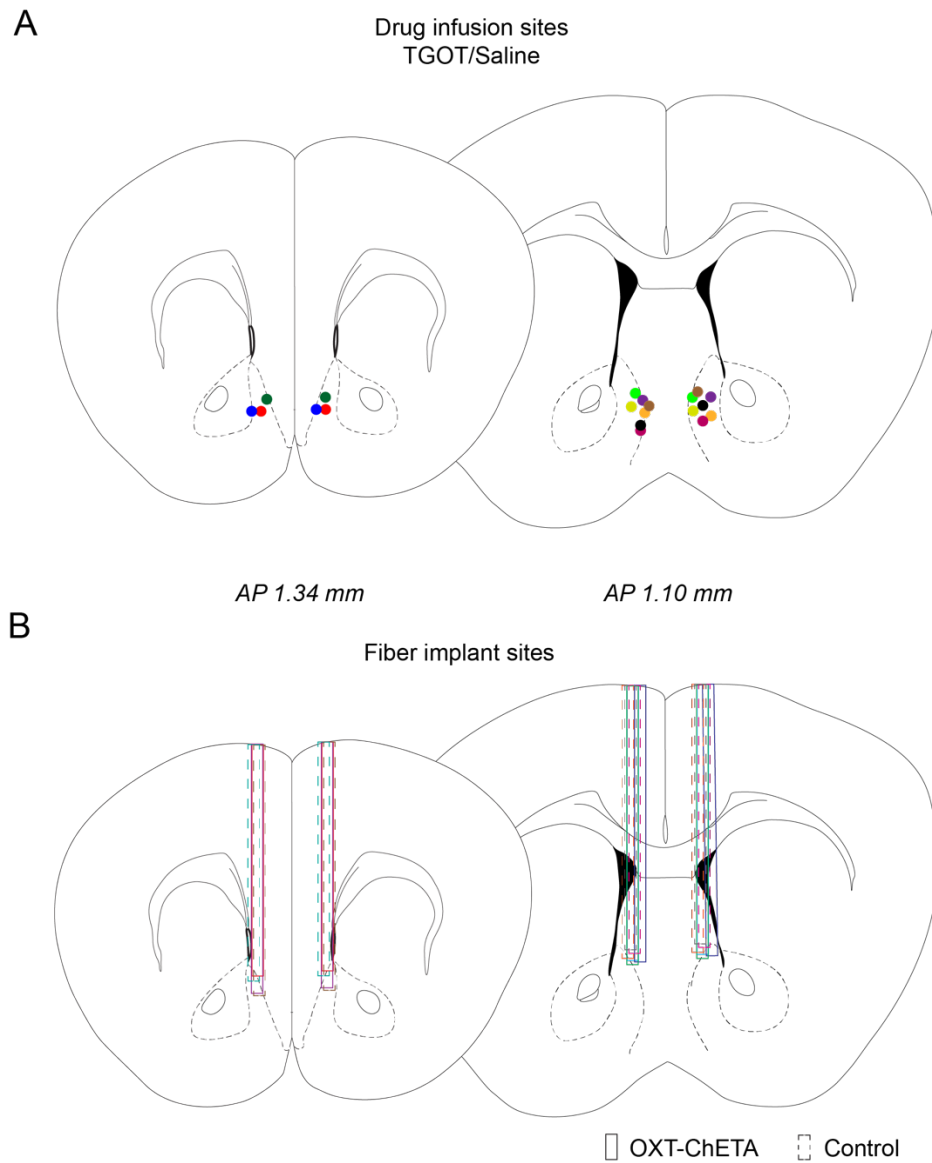 A
Drug infusion sites
TGOT/Saline
AP 1.34 mm
AP 1.10 mm
B
Fiber implant sites
OXT-ChETA
Control